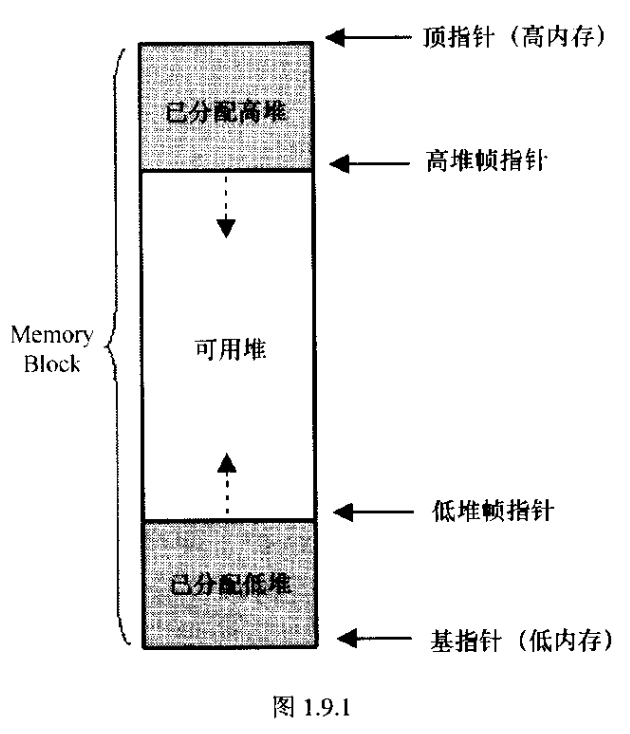 顶指针（高内存）
已分配高堆
高堆帧指针
Memory
Block
可用堆
低堆帧指针
已分配低堆
基指针（低内存）
图 1.9.1